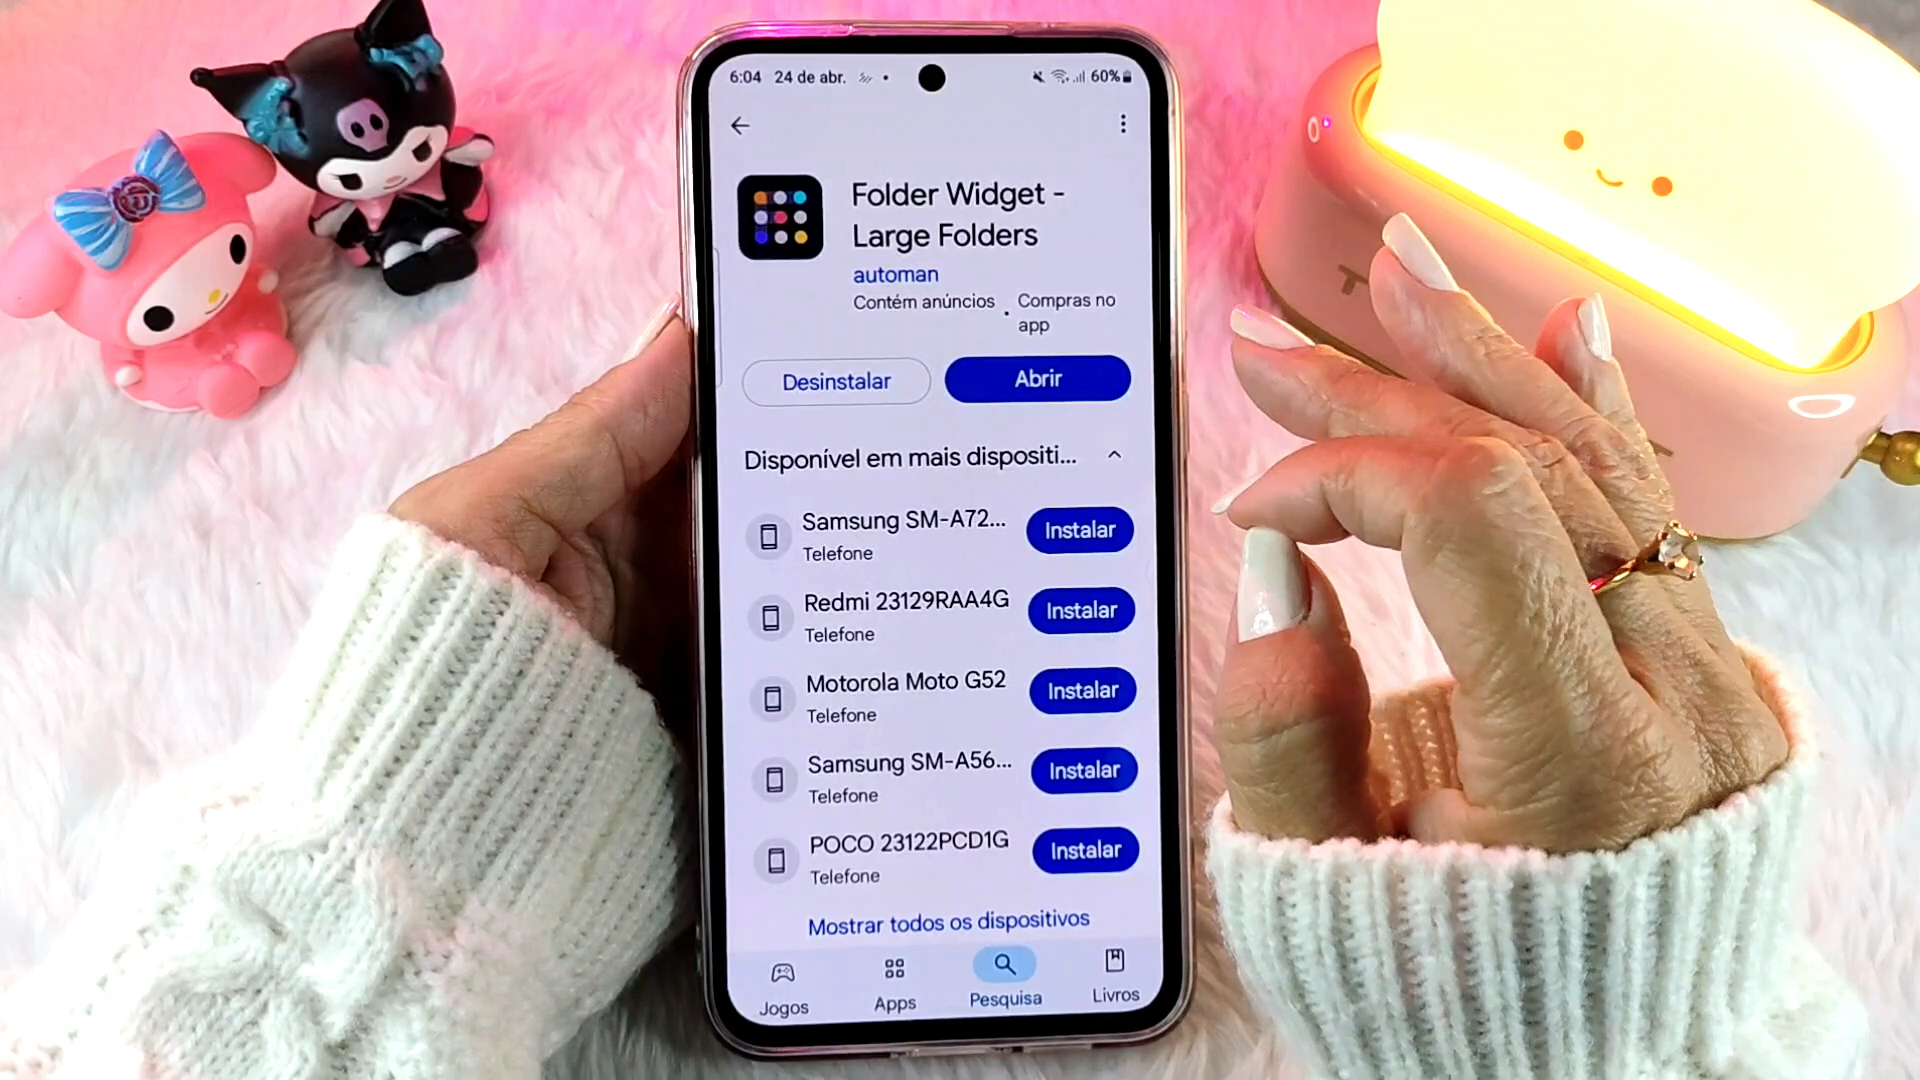 6:04 24 de abr. 60%
Folder Widget -
Large Folders
automan
Contém anúncios . Compras no
app
Desinstalar Abrir
Disponível em mais dispositi...
Samsung SM-A72... Instalar
Telefone
Redmi 23129RAA4G Instalar
Telefone
Motorola Moto G52 Instalar
Telefone
Samsung SM-A56... Instalar
Telefone
POCO 23122PCD1G Instalar
Telefone
Mostrar todos os dispositivos
Jogos Apps Pesquisa Livros